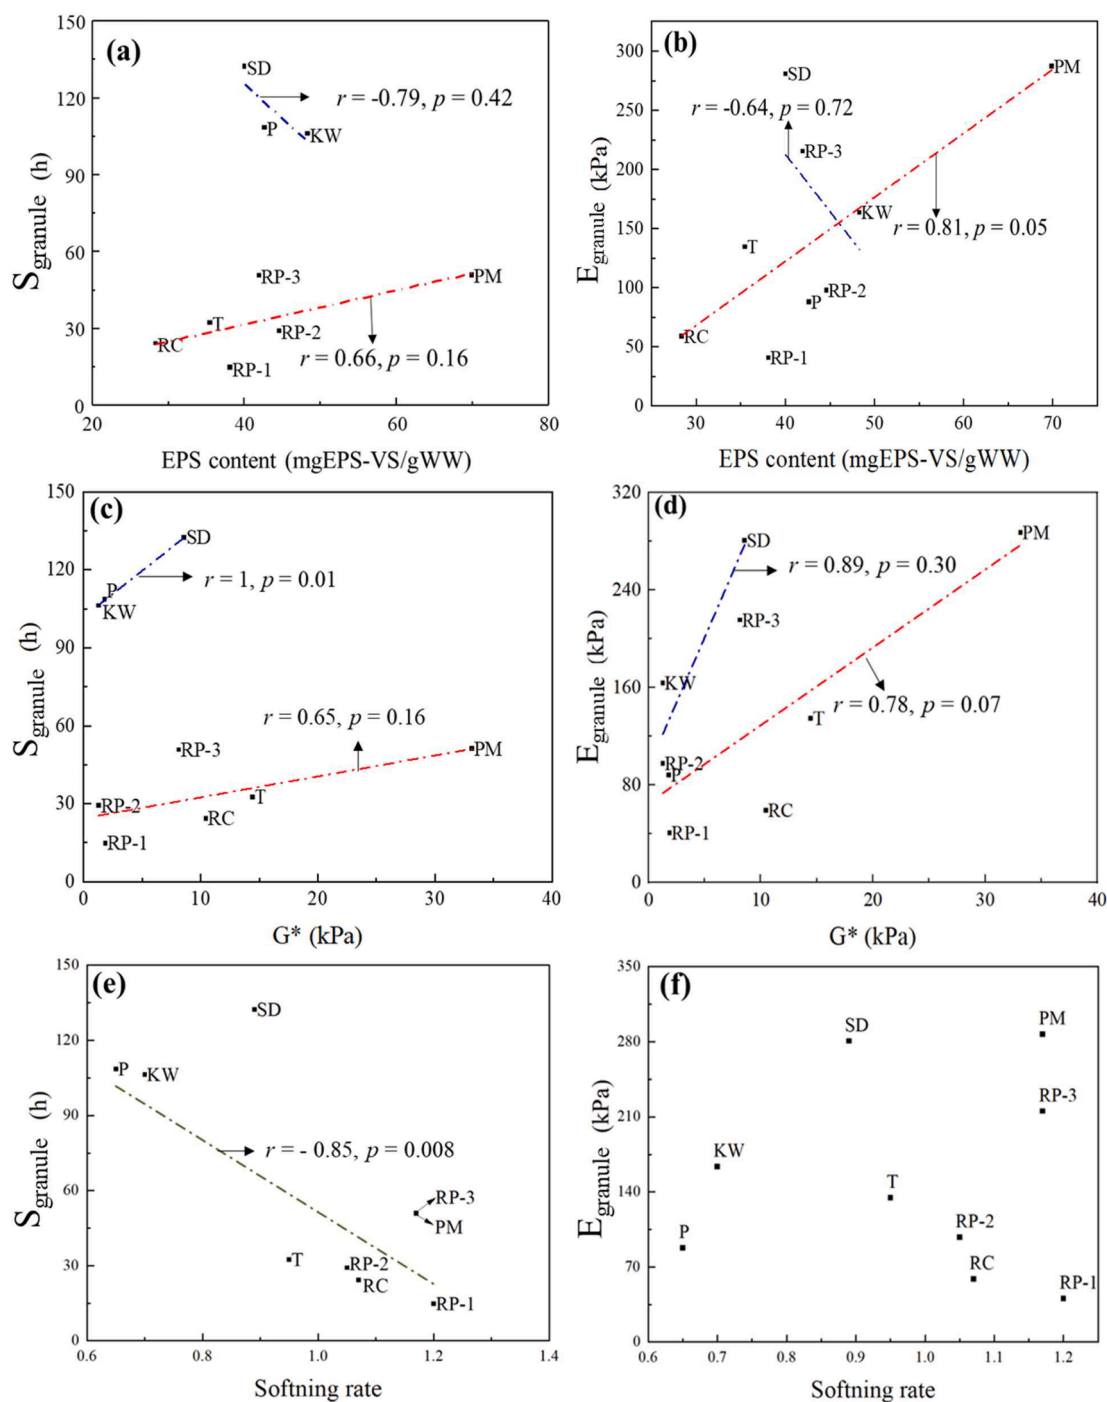 (a)
150
120
90
60
30
0
S granule (h)
SD
r = -0.79, p = 0.42
P
KW
RP-3
PM
T
RC
RP-2
RP-1
r = 0.66, p = 0.16
20
40
60
80
EPS content (mgEPS-VS/gWW)
(b)
300
250
200
150
100
50
0
E granule (kPa)
PM
SD
r = -0.64, p = 0.72
RP-3
KW
r = 0.81, p = 0.05
T
RP-2
P
RC
RP-1
30
40
50
60
70
EPS content (mgEPS-VS/gWW)
(c)
150
120
90
60
30
0
S granule (h)
SD
r = 1, p = 0.01
P
KW
r = 0.65, p = 0.16
RP-3
PM
RP-2
T
RC
RP-1
0
10
20
30
40
G* (kPa)
(d)
320
240
160
80
0
E granule (kPa)
SD
PM
r = 0.89, p = 0.30
RP-3
KW
r = 0.78, p = 0.07
T
RP-2
P
RC
RP-1
0
10
20
30
40
G* (kPa)
(e)
150
120
90
60
30
0
S granule (h)
SD
P
KW
r = - 0.85, p = 0.008
RP-3
PM
T
RP-2
RC
RP-1
0.6
0.8
1.0
1.2
1.4
Softning rate
(f)
350
280
210
140
70
0
E granule (kPa)
SD
PM
RP-3
KW
T
RP-2
P
RC
RP-1
0.6
0.7
0.8
0.9
1.0
1.1
1.2
Softning rate